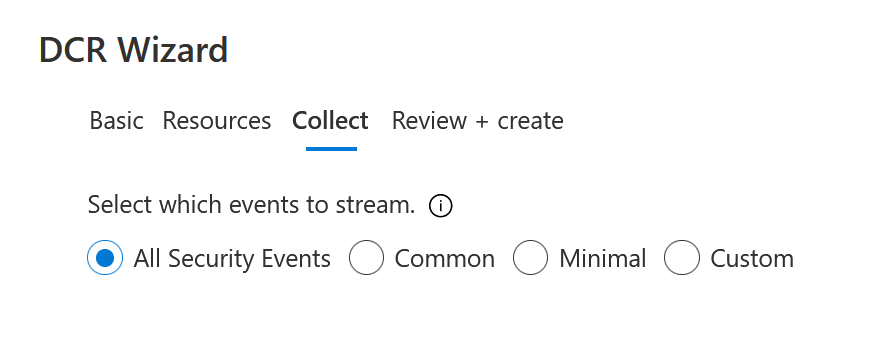 DCR Wizard
Basic Resources Collect Review + create
Select which events to stream.
All Security Events Common Minimal Custom